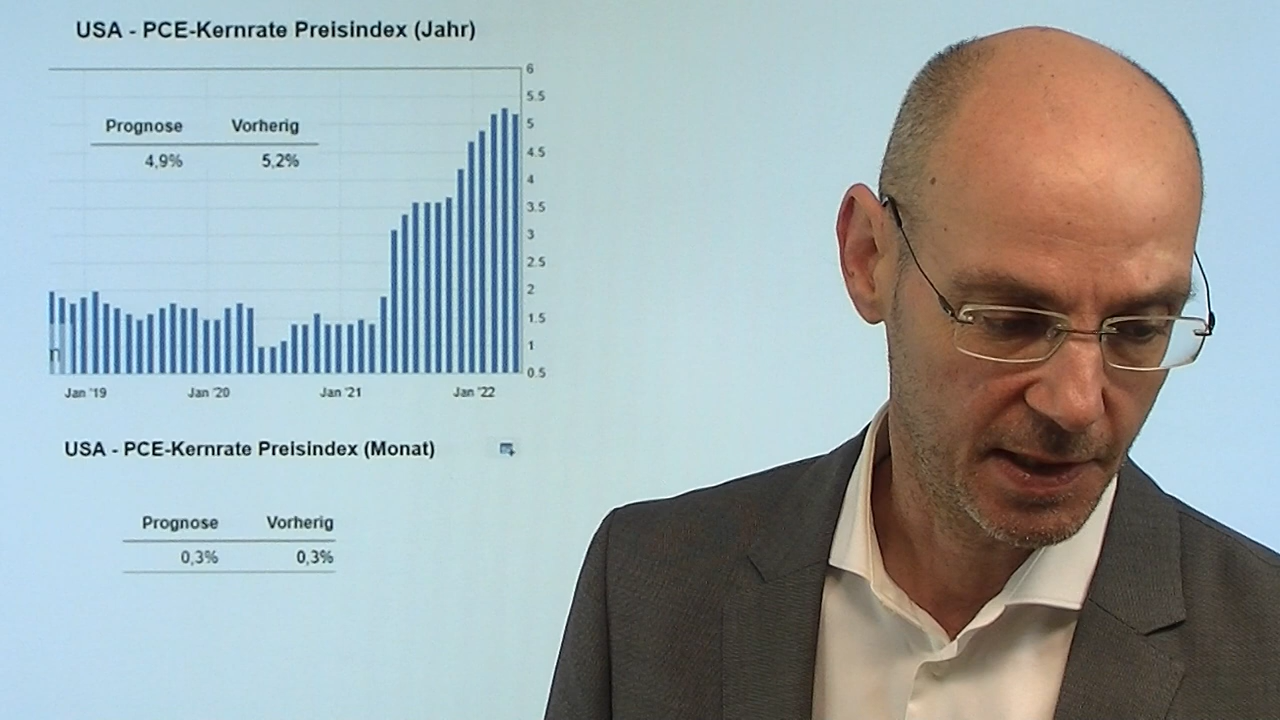 USA - PCE-Kernrate Preisindex (Jahr)
6
5.5
Prognose Vorherig
5
4,9% 5,2%
4.5
4
3.5
3
2.5
2
1.5
n
1
0.5
Jan '19 Jan '20 Jan '21 Jan '22
USA - PCE-Kernrate Preisindex (Monat)
Prognose Vorherig
0,3% 0,3%